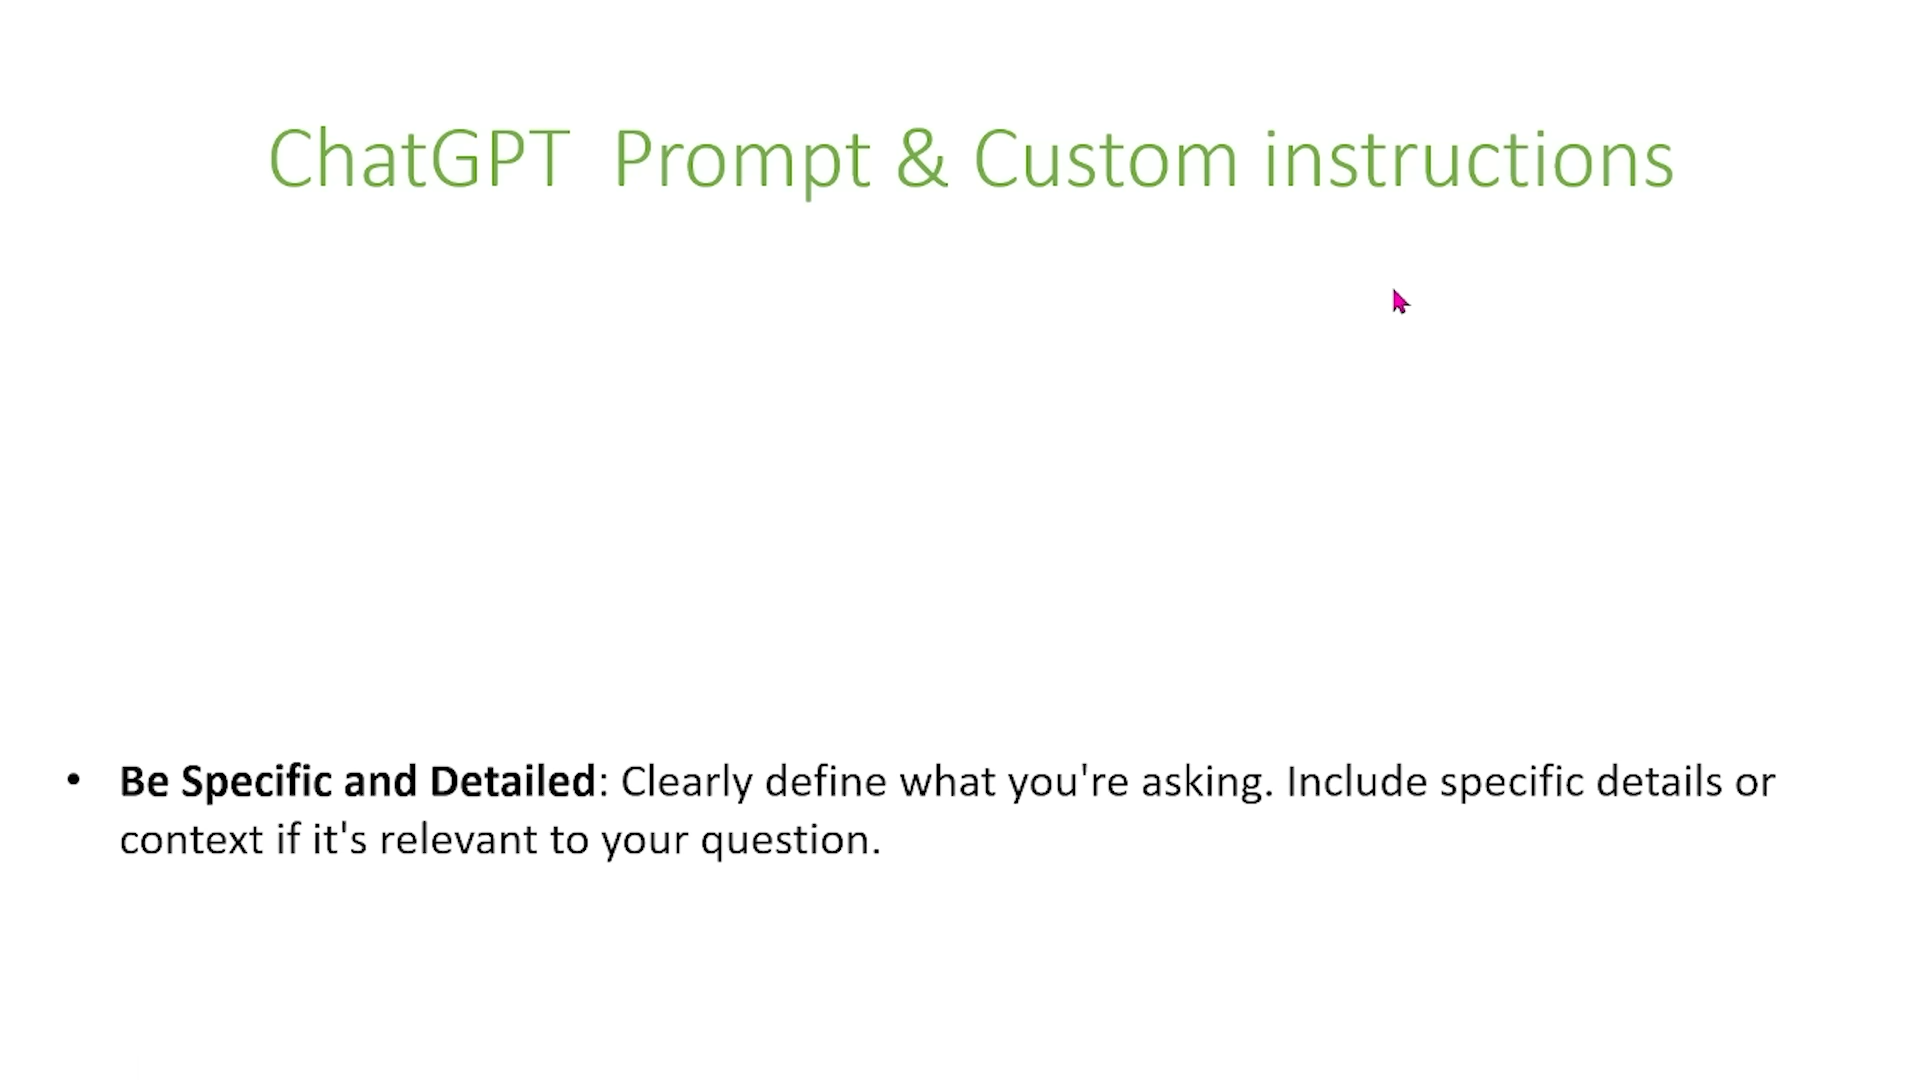 ChatGPT  Prompt & Custom instructions
• Be Specific and Detailed: Clearly define what you're asking. Include specific details or
context if it's relevant to your question.